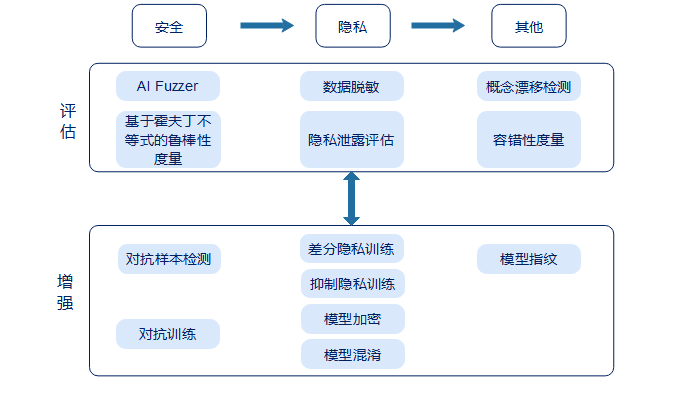 安全
隐私
其他
评
估
AI Fuzzer
数据脱敏
概念漂移检测
基于霍夫丁不
等式的鲁棒性
度量
隐私泄露评估
容错性度量
增
强
对抗样本检测
差分隐私训练
模型指纹
抑制隐私训练
对抗训练
模型加密
模型混淆